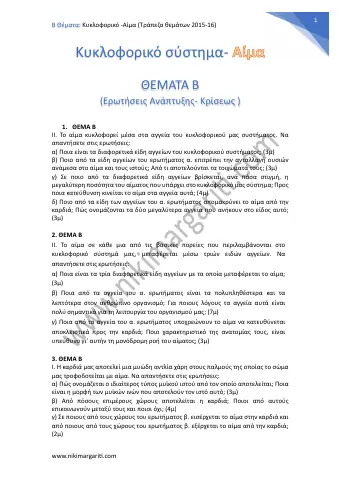 Β Θέματα: Κυκλοφορικό -Αίμα (Τράπεζα θεμάτων 2015-16)
1
Κυκλοφορικό σύστημα- Αίμα
ΘΕΜΑΤΑ Β
(Ερωτήσεις Ανάπτυξης- Κρίσεως )
1. ΘΕΜΑ Β
ΙΙ. Το αίμα κυκλοφορεί μέσα στα αγγεία του κυκλοφορικού μας συστήματος. Να
απαντήσετε στις ερωτήσεις:
α) Ποια είναι τα διαφορετικά είδη αγγείων του κυκλοφορικού συστήματος; (3μ)
β) Ποιο από τα είδη αγγείων του ερωτήματος α. επιτρέπει την ανταλλαγή ουσιών
ανάμεσα στο αίμα και τους ιστούς; Από τι αποτελούνται τα τοιχώματά τους; (3μ)
γ) Σε ποιο από τα διαφορετικά είδη αγγείων βρίσκεται, ανά πάσα στιγμή, η
μεγαλύτερη ποσότητα του αίματος που υπάρχει στο κυκλοφορικό μας σύστημα; Προς
ποια κατεύθυνση κινείται το αίμα στα αγγεία αυτά; (4μ)
δ) Ποιο από τα είδη των αγγείων του α. ερωτήματος απομακρύνει το αίμα από την
καρδιά; Πώς ονομάζονται τα δύο μεγαλύτερα αγγεία που ανήκουν στο είδος αυτό;
(3μ)
2. ΘΕΜΑ Β
ΙΙ. Το αίμα σε κάθε μια από τις βασικές πορείες που περιλαμβάνονται στο
κυκλοφορικό σύστημά μας, μεταφέρεται μέσω τριών ειδών αγγείων. Να
απαντήσετε στις ερωτήσεις:
α) Ποια είναι τα τρία διαφορετικά είδη αγγείων με τα οποία μεταφέρεται το αίμα;
(3μ)
β) Ποια από τα αγγεία του α. ερωτήματος είναι τα πολυπληθέστερα και τα
λεπτότερα στον ανθρώπινο οργανισμό; Για ποιους λόγους τα αγγεία αυτά είναι
πολύ σημαντικά για τη λειτουργία του οργανισμού μας; (7μ)
γ) Ποια από τα αγγεία του α. ερωτήματος υποχρεώνουν το αίμα να κατευθύνεται
αποκλειστικά προς την καρδιά; Ποιο χαρακτηριστικό της ανατομίας τους, είναι
υπεύθυνο γι' αυτήν τη μονόδρομη ροή του αίματος; (3μ)
3. ΘΕΜΑ Β
Ι. Η καρδιά μας αποτελεί μια μυώδη αντλία χάρη στους παλμούς της οποίας το σώμα
μας τροφοδοτείται με αίμα. Να απαντήσετε στις ερωτήσεις:
α) Πώς ονομάζεται ο ιδιαίτερος τύπος μυϊκού ιστού από τον οποίο αποτελείται; Ποια
είναι η μορφή των μυϊκών ινών που αποτελούν τον ιστό αυτό; (3μ)
β) Από πόσους επιμέρους χώρους αποτελείται η καρδιά; Ποιοι από αυτούς
επικοινωνούν μεταξύ τους και ποιοι όχι; (4μ)
γ) Σε ποιους από τους χώρους του ερωτήματος β. εισέρχεται το αίμα στην καρδιά και
από ποιους από τους χώρους του ερωτήματος β. εξέρχεται το αίμα από την καρδιά;
(2μ)
www.nikimargariti.com
www.nikimargariti.com